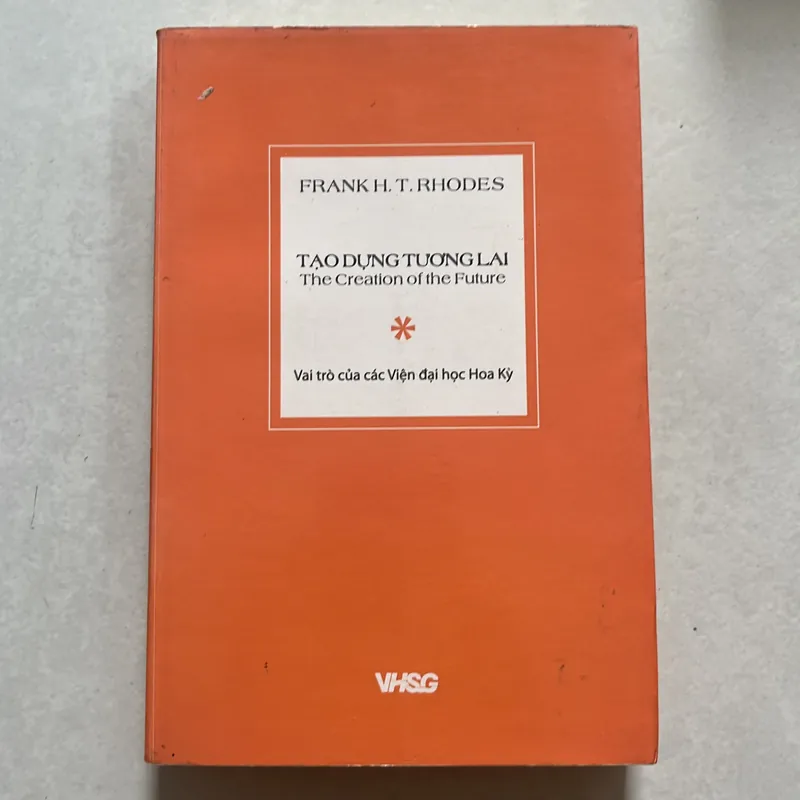 FRANK H. T. RHODES
TẠO DỰNG TƯƠNG LAI
The Creation of the Future
*
Vai trò của các Viện đại học Hoa Kỳ
VHSG